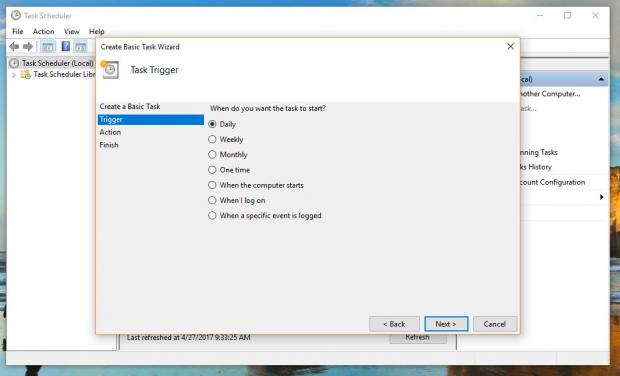 Task Scheduler
File Action View Help
Task Scheduler (Local)
Task Scheduler Libr
Create Basic Task Wizard
Task Trigger
Create a Basic Task
Trigger
Action
Finish
When do you want the task to start?
Daily
Weekly
Monthly
One time
When the computer starts
When I log on
When a specific event is logged
< Back
Next >
Cancel
cal)
nother Computer...
ask...
nning Tasks
ks History
count Configuration
Last refreshed at 4/27/2017 9:33:25 AM
Refresh